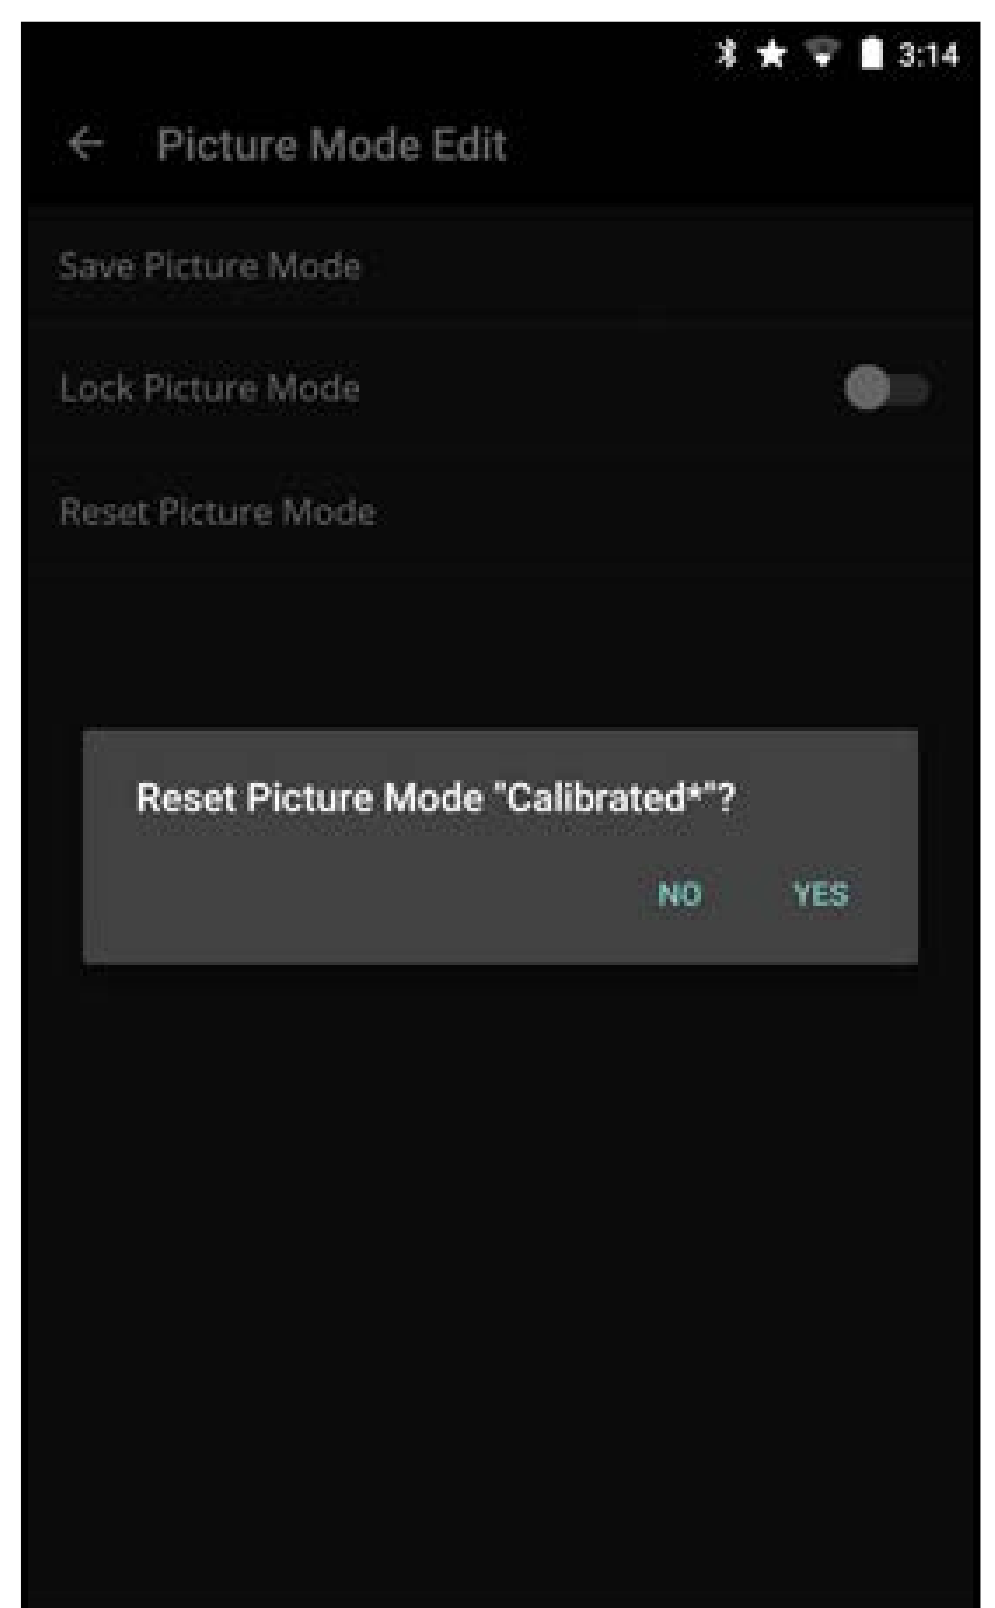 3:14
Picture Mode Edit
Save Picture Mode
Lock Picture Mode
Reset Picture Mode
Reset Picture Mode "Calibrated*"?
NO YES